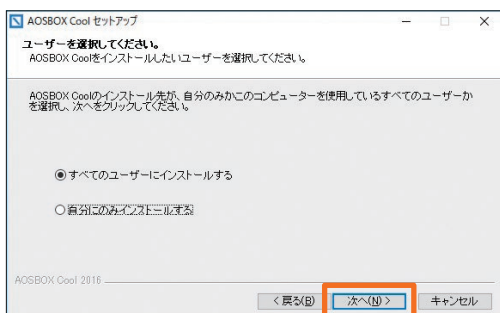 AOSBOX Cool セットアップ
ユーザーを選択してください。
AOSBOX Coolをインストールしたいユーザーを選択してください。
AOSBOX Coolのインストール先が、自分のみかこのコンピューターを使用しているすべてのユーザーか
を選択し、次へをクリックしてください。
すべてのユーザーにインストールする
自分にのみインストールする
AOSBOX Cool 2016
< 戻る(B) 次へ(N) > キャンセル